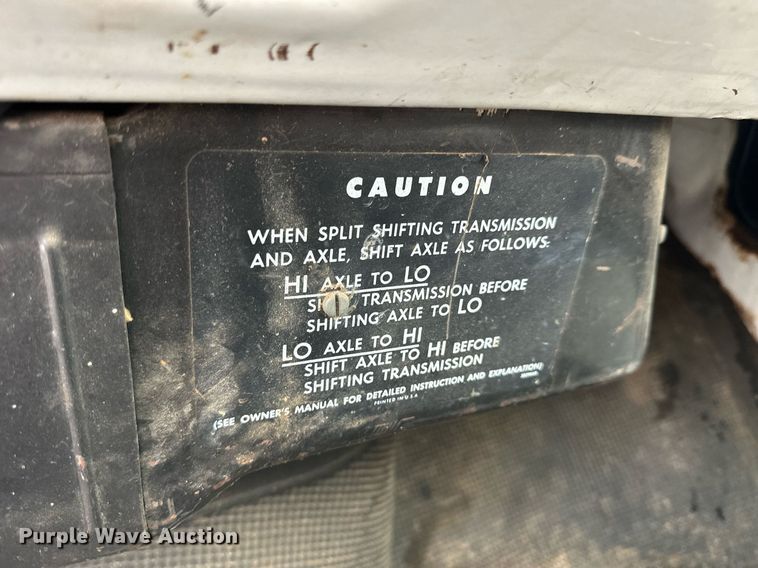 CAUTION
WHEN SPLIT SHIFTING TRANSMISSION
AND AXLE, SHIFT AXLE AS FOLLOWS:
HI AXLE TO LO
TRANSMISSION BEFORE
SHIFTING AXLE TO LO
LO AXLE TO HI
SHIFT AXLE TO HI BEFORE
SHIFTING TRANSMISSION
(SEE OWNER'S MANUAL FOR DETAILED INSTRUCTION AND EXPLANATION)
PRINTED IN U.S.A.
Purple Wave Auction